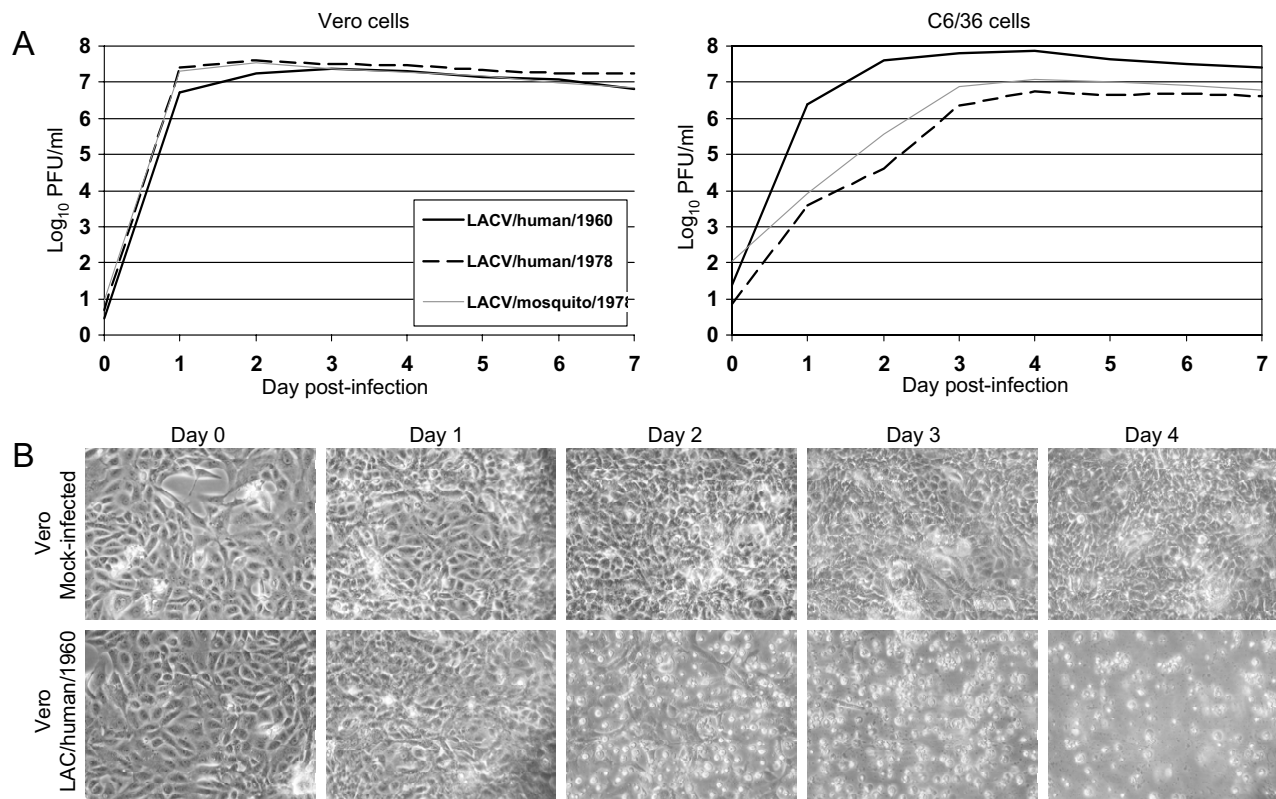 A
Vero cells
8
7
6
5
4
3
2
1
0
Log10 PFU/ml
LACV/human/1960
LACV/human/1978
LACV/mosquito/1978
0 1 2 3 4 5 6 7
Day post-infection
C6/36 cells
8
7
6
5
4
3
2
1
0
Log10 PFU/ml
0 1 2 3 4 5 6 7
Day post-infection
B
Day 0 Day 1 Day 2 Day 3 Day 4
Vero
Mock-infected
Vero
LAC/human/1960